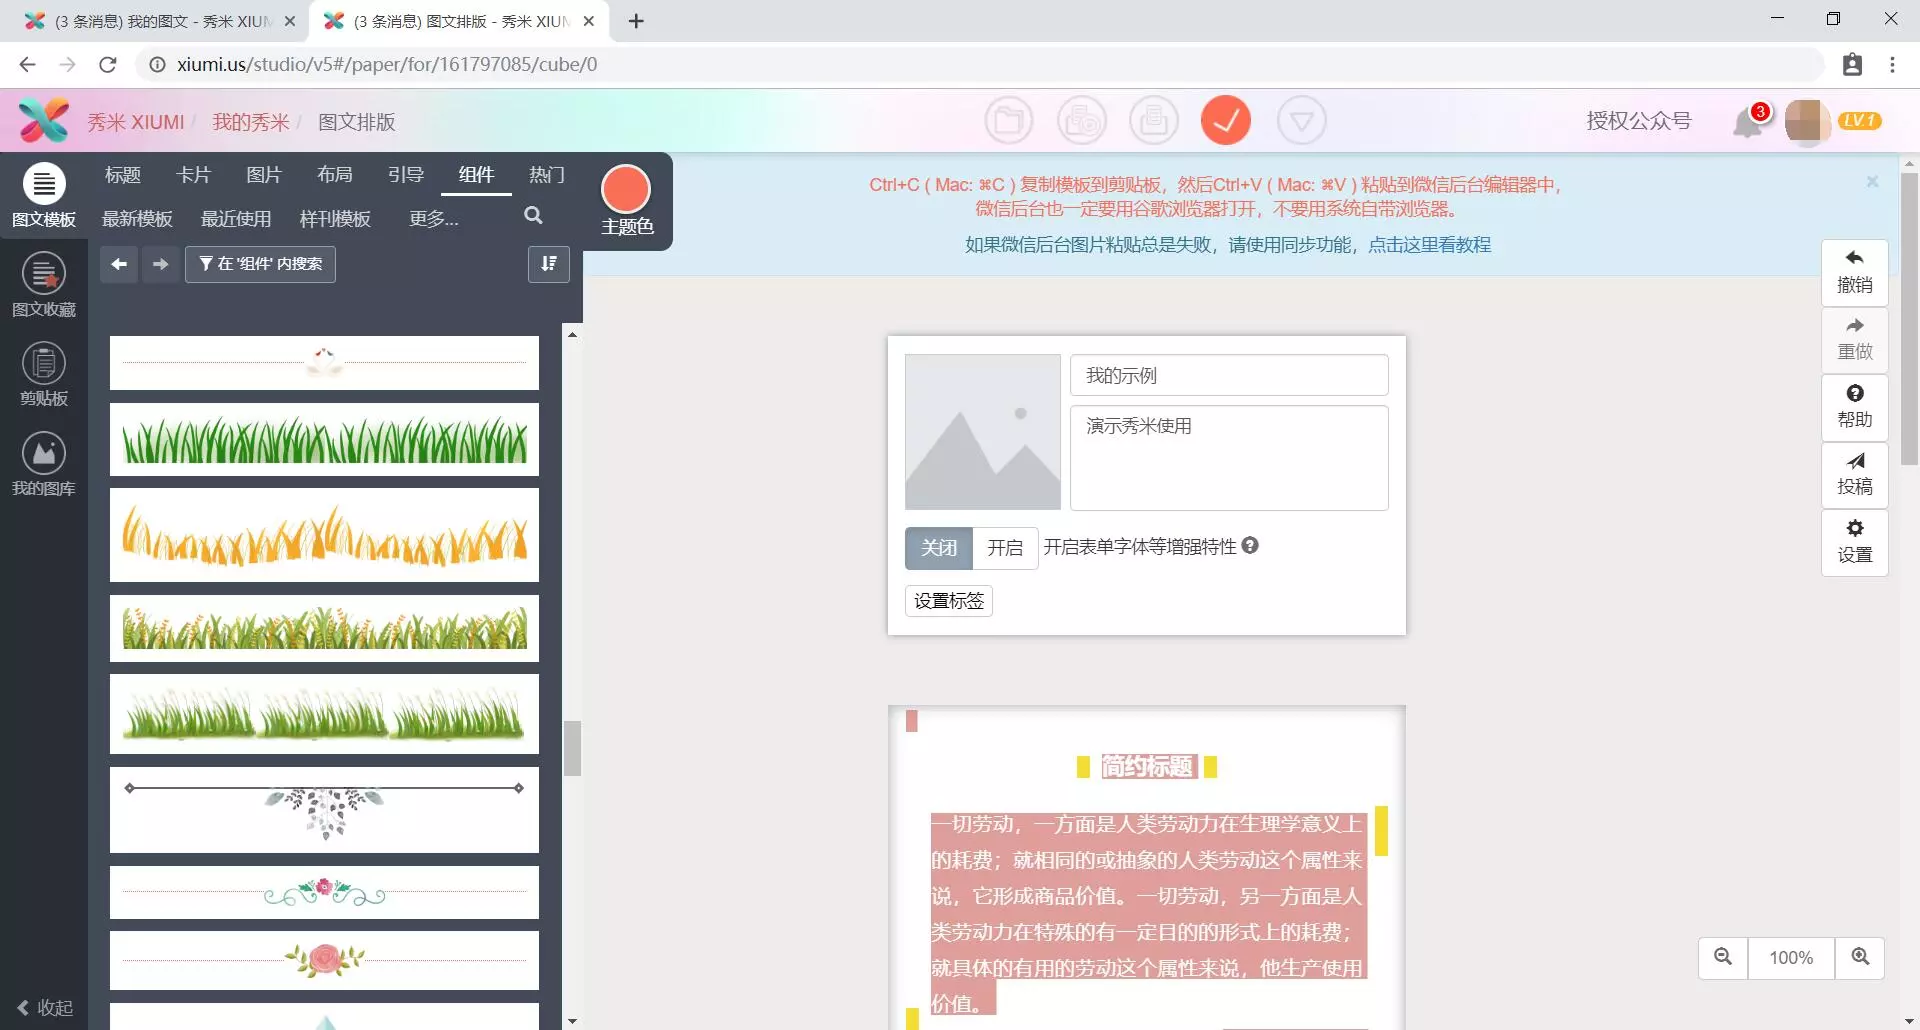 (3 条消息) 我的图文 - 秀米 XIUM
(3 条消息) 图文排版 - 秀米 XIUM
xiumi.us/studio/v5#/paper/for/161797085/cube/0
秀米 XIUMI / 我的秀米 / 图文排版
授权公众号
3
LV.1
图文模板
图文收藏
剪贴板
我的图库
收起
标题 卡片 图片 布局 引导 组件 热门
最新模板 最近使用 样刊模板 更多...
主题色
在 '组件' 内搜索
Ctrl+C ( Mac: ⌘C ) 复制模板到剪贴板，然后Ctrl+V ( Mac: ⌘V ) 粘贴到微信后台编辑器中，
微信后台也一定要用谷歌浏览器打开，不要用系统自带浏览器。
如果微信后台图片粘贴总是失败，请使用同步功能，点击这里看教程
撤销
重做
帮助
投稿
设置
我的示例
演示秀米使用
关闭 开启 开启表单字体等增强特性
设置标签
简约标题
一切劳动，一方面是人类劳动力在生理学意义上
的耗费；就相同的或抽象的人类劳动这个属性来
说，它形成商品价值。一切劳动，另一方面是人
类劳动力在特殊的有一定目的的形式上的耗费；
就具体的有用的劳动这个属性来说，他生产使用
价值。
100%